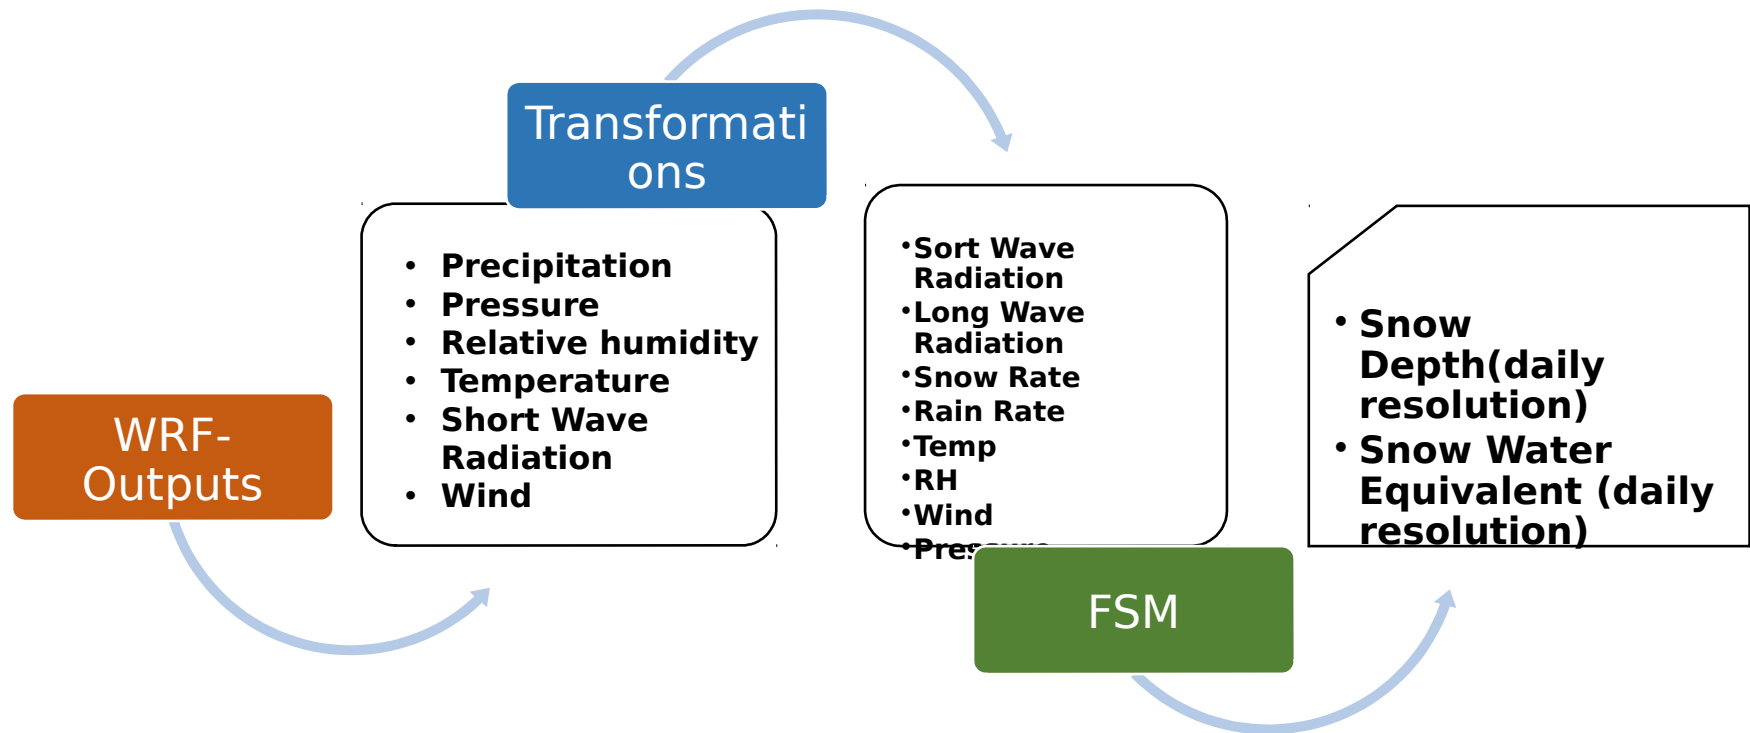 Transformati
ons
WRF-
Outputs
• Precipitation
• Pressure
• Relative humidity
• Temperature
• Short Wave
Radiation
• Wind
•Sort Wave
Radiation
•Long Wave
Radiation
•Snow Rate
•Rain Rate
•Temp
•RH
•Wind
•Pressure
FSM
• Snow
Depth(daily
resolution)
• Snow Water
Equivalent (daily
resolution)